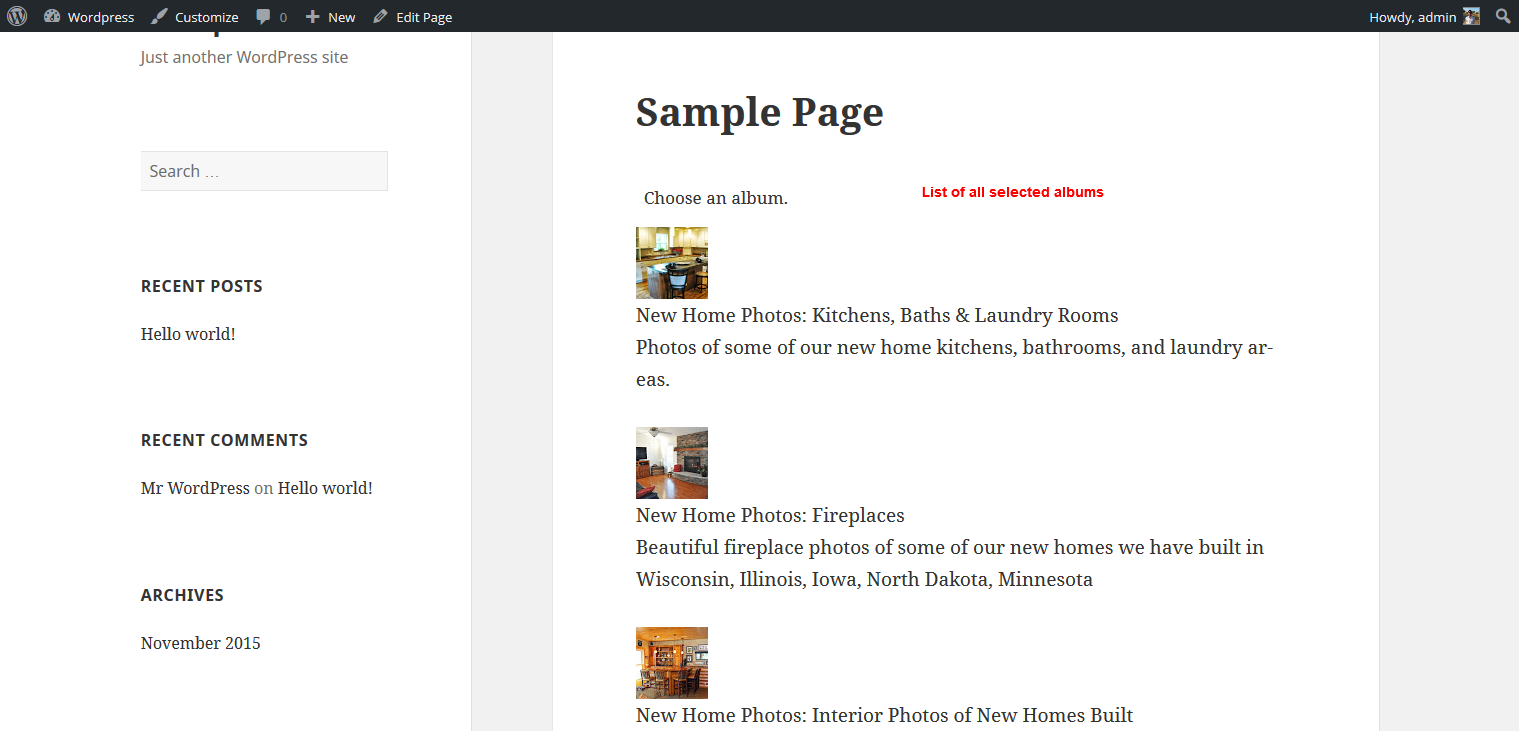 Wordpress Customize 0 New Edit Page Howdy, admin
Just another WordPress site
Search …
RECENT POSTS
Hello world!
RECENT COMMENTS
Mr WordPress on Hello world!
ARCHIVES
November 2015
Sample Page
Choose an album.
List of all selected albums
New Home Photos: Kitchens, Baths & Laundry Rooms
Photos of some of our new home kitchens, bathrooms, and laundry ar-
eas.
New Home Photos: Fireplaces
Beautiful fireplace photos of some of our new homes we have built in
Wisconsin, Illinois, Iowa, North Dakota, Minnesota
New Home Photos: Interior Photos of New Homes Built